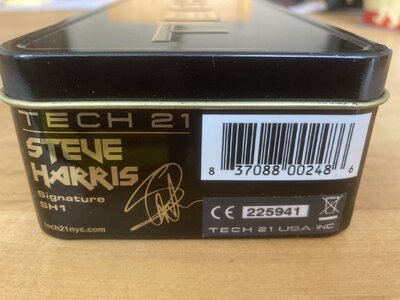 TECH 21
STEVE
HARRIS
Signature
SH1
tech21nyc.com
8 37088 00248 6
CE 225941
TECH 21 USA, INC